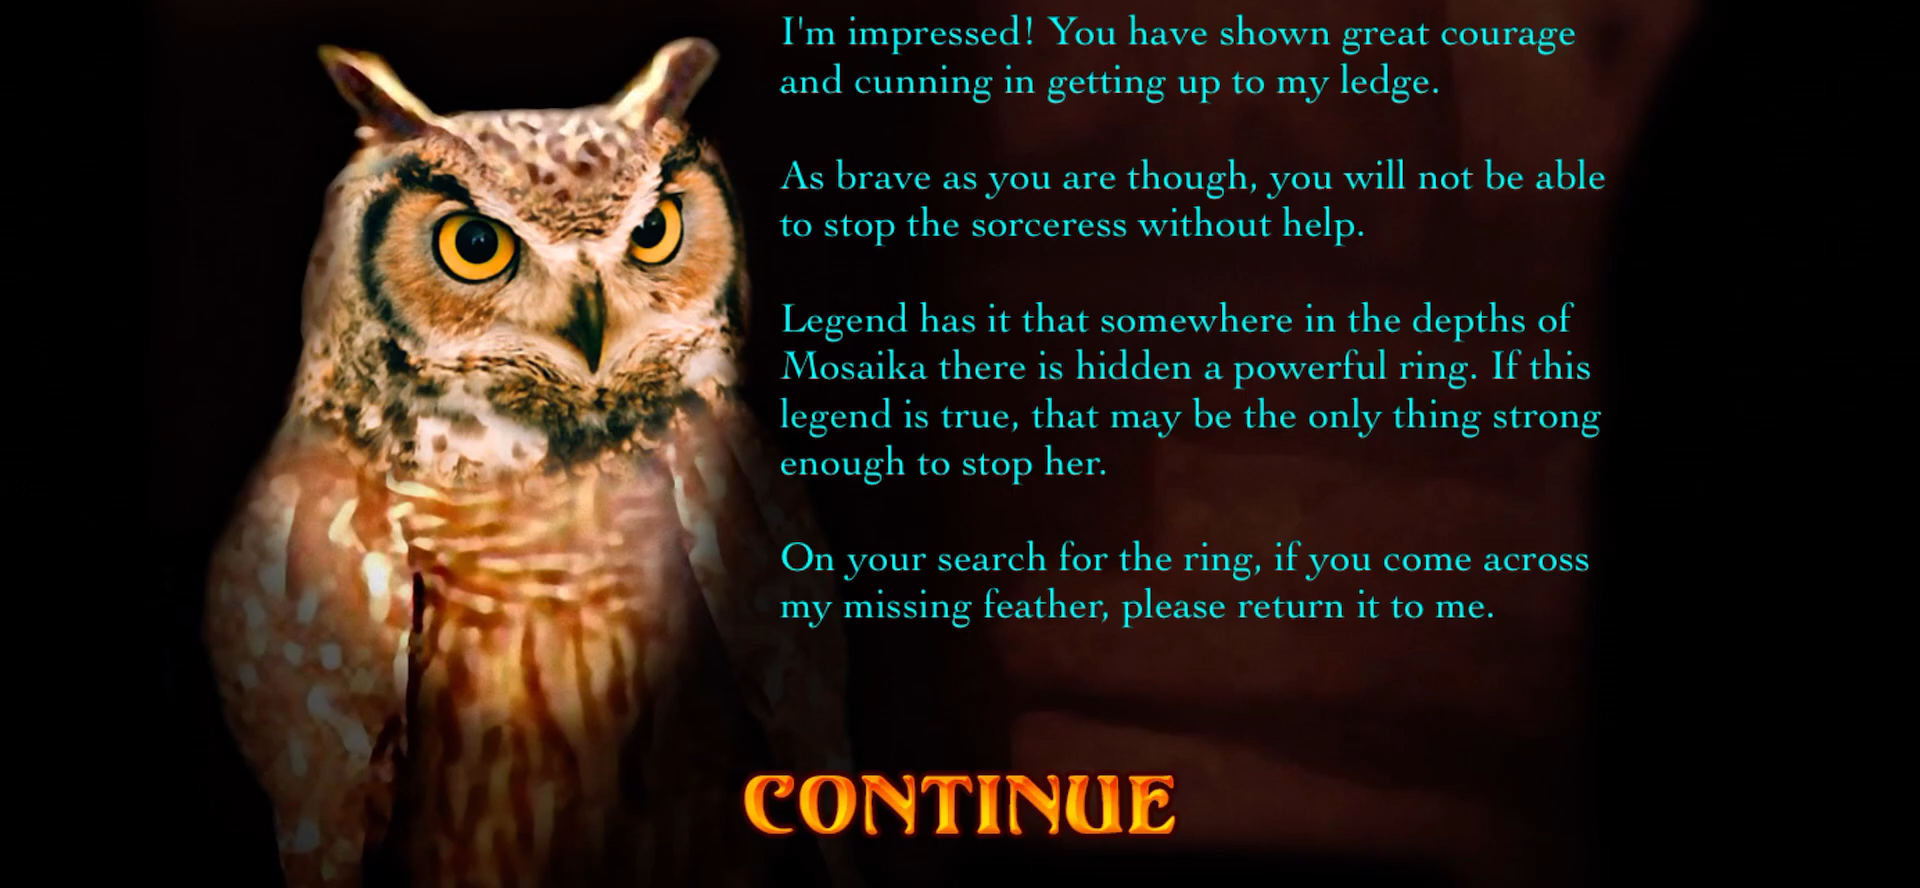 I'm impressed! You have shown great courage
and cunning in getting up to my ledge.
As brave as you are though, you will not be able
to stop the sorceress without help.
Legend has it that somewhere in the depths of
Mosaika there is hidden a powerful ring. If this
legend is true, that may be the only thing strong
enough to stop her.
On your search for the ring, if you come across
my missing feather, please return it to me.
CONTINUE